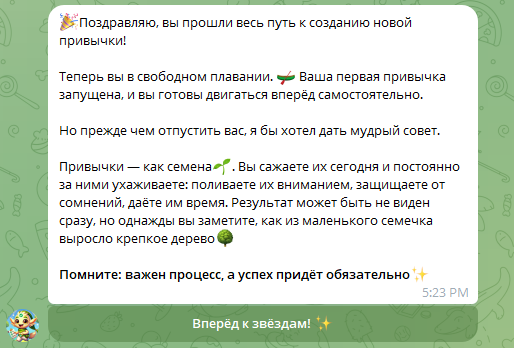 🎉Поздравляю, вы прошли весь путь к созданию новой
привычки!
Теперь вы в свободном плавании. 🛶 Ваша первая привычка
запущена, и вы готовы двигаться вперёд самостоятельно.
Но прежде чем отпустить вас, я бы хотел дать мудрый совет.
Привычки — как семена🌱. Вы сажаете их сегодня и постоянно
за ними ухаживаете: поливаете их вниманием, защищаете от
сомнений, даёте им время. Результат может быть не виден
сразу, но однажды вы заметите, как из маленького семечка
выросло крепкое дерево🌳
Помните: важен процесс, а успех придёт обязательно✨
5:23 PM
Вперёд к звёздам! ✨